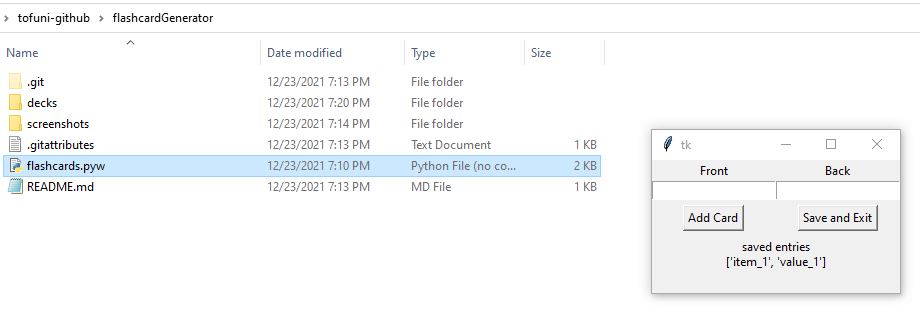 tofuni-github > flashcardGenerator
Name Date modified Type Size
.git 12/23/2021 7:13 PM File folder
decks 12/23/2021 7:20 PM File folder
screenshots 12/23/2021 7:14 PM File folder
.gitattributes 12/23/2021 7:13 PM Text Document 1 KB
flashcards.pyw 12/23/2021 7:10 PM Python File (no co... 2 KB
README.md 12/23/2021 7:13 PM MD File 1 KB
tk
Front Back
Add Card Save and Exit
saved entries
['item_1', 'value_1']